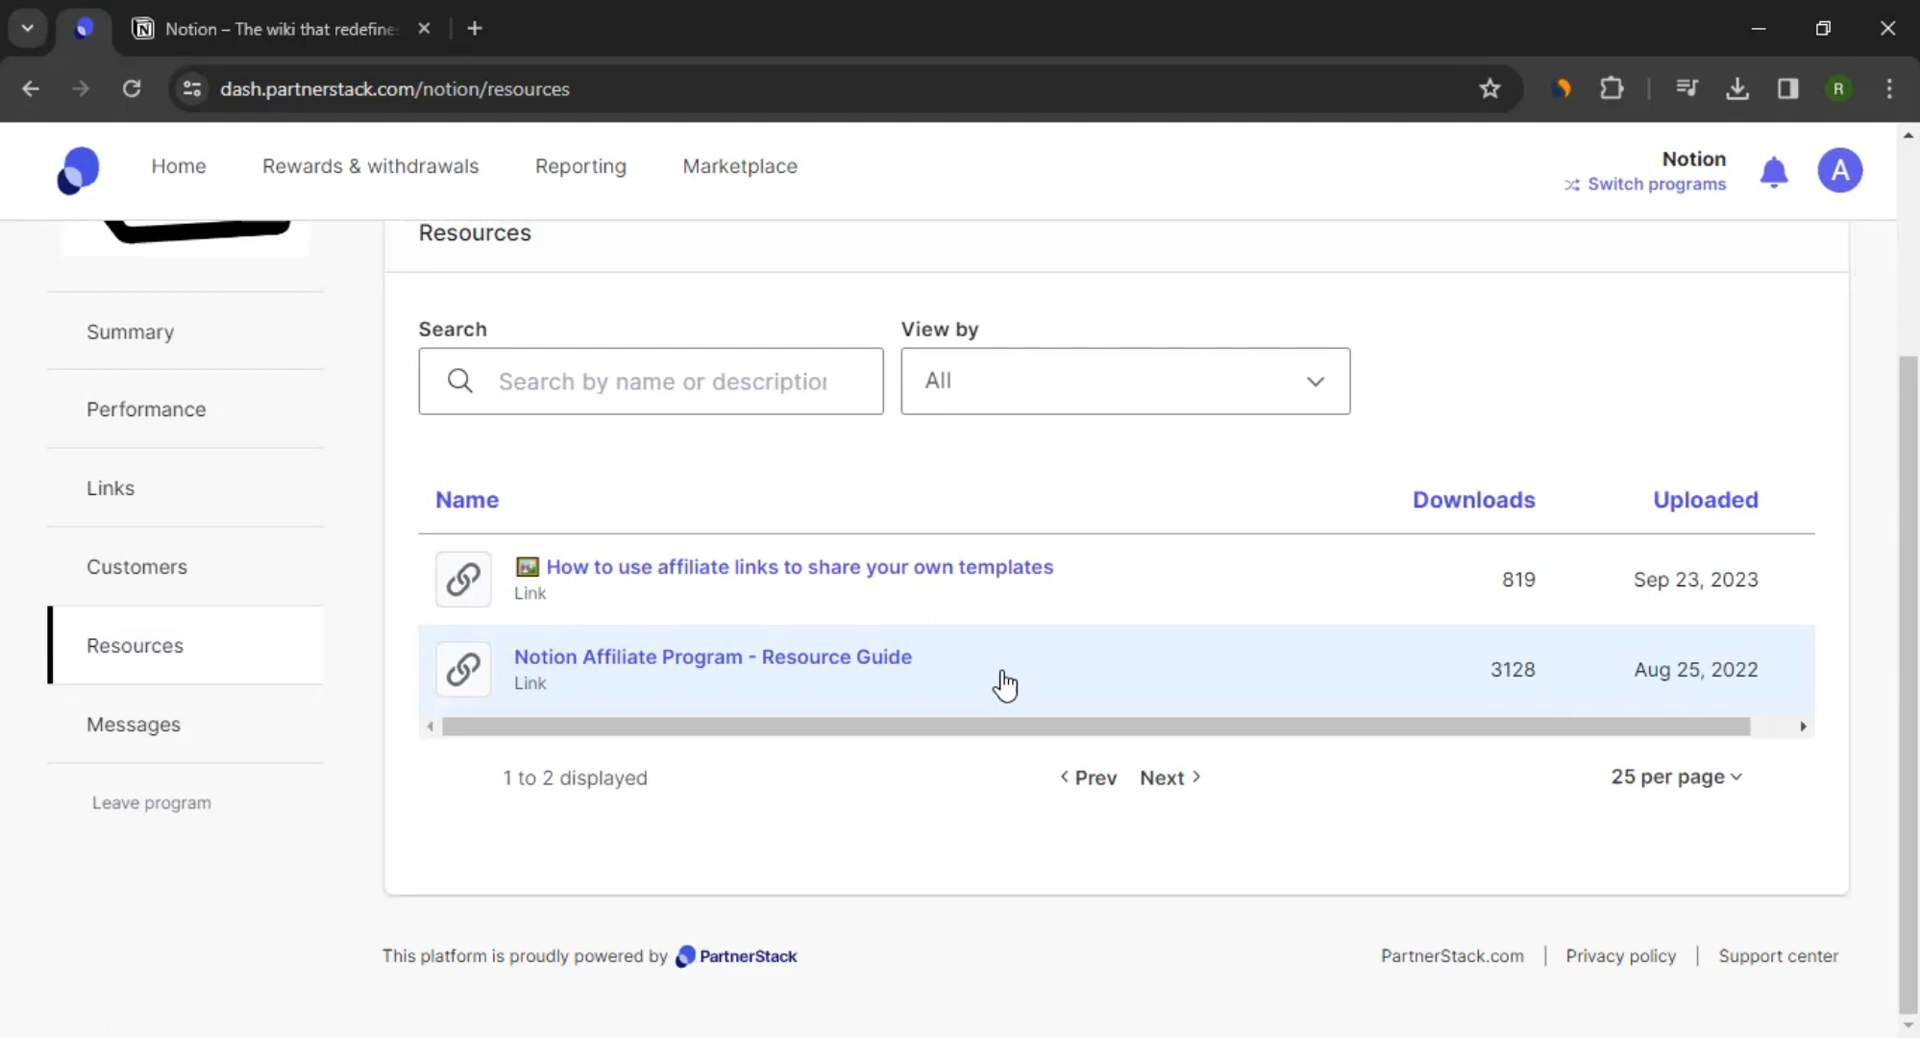 Notion – The wiki that redefine
dash.partnerstack.com/notion/resources
R
Home
Rewards & withdrawals
Reporting
Marketplace
Notion
Switch programs
A
Summary
Performance
Links
Customers
Resources
Messages
Leave program
Resources
Search
View by
Search by name or description
All
Name Downloads Uploaded
How to use affiliate links to share your own templates
Link
819
Sep 23, 2023
Notion Affiliate Program - Resource Guide
Link
3128
Aug 25, 2022
1 to 2 displayed
Prev
Next
25 per page
This platform is proudly powered by PartnerStack
PartnerStack.com | Privacy policy | Support center